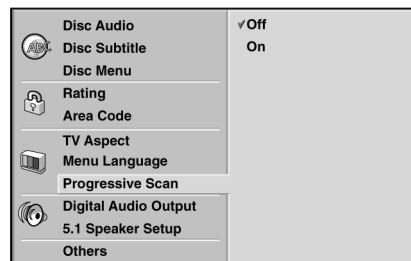 Disc Audio
Disc Subtitle
Disc Menu
Rating
Area Code
TV Aspect
Menu Language
Progressive Scan
Digital Audio Output
5.1 Speaker Setup
Others
✓Off
On
ABC
?